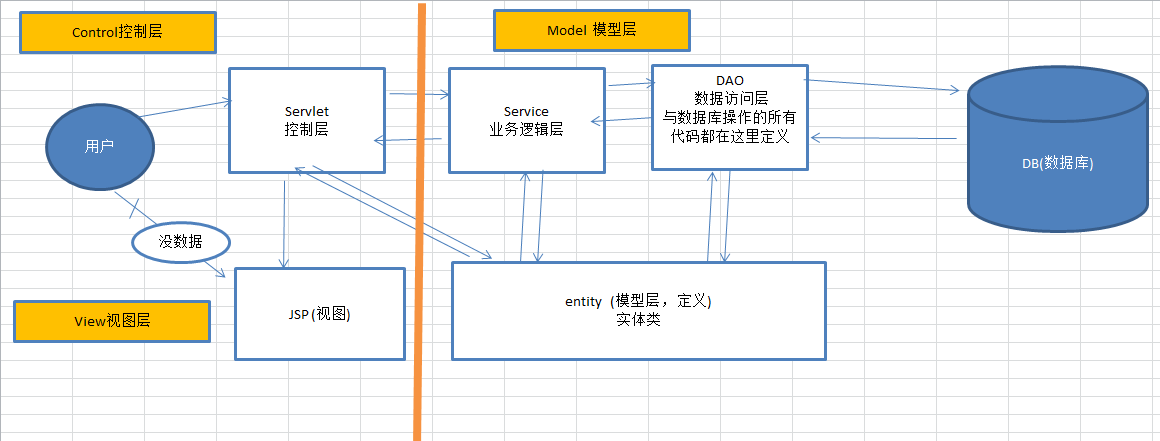 Control控制层
Model 模型层
Servlet
控制层
Service
业务逻辑层
DAO
数据访问层
与数据库操作的所有
代码都在这里定义
用户
DB(数据库)
没数据
View视图层
JSP (视图)
entity（模型层，定义)
实体类